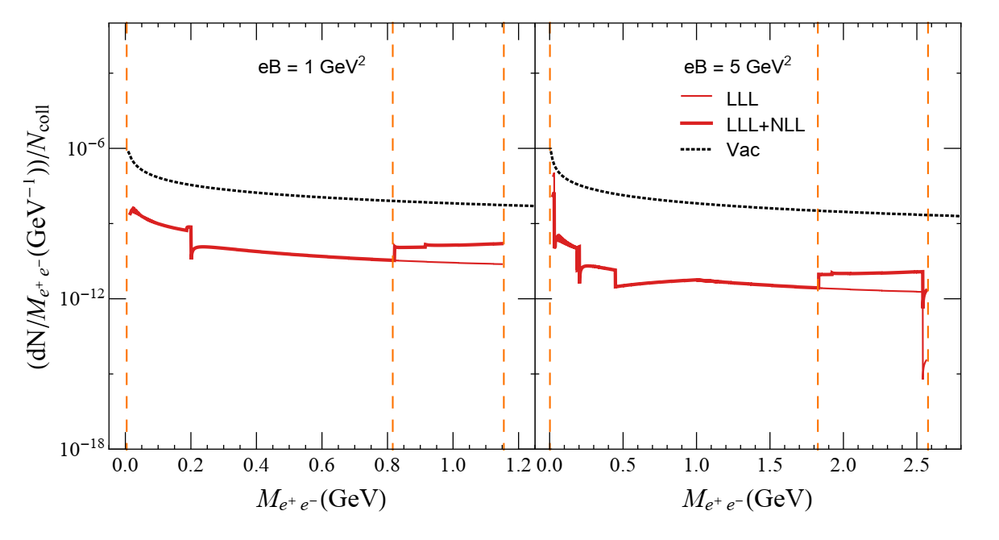 eB = 1 GeV²
eB = 5 GeV²
LLL
LLL+NLL
Vac
((dN/M_{e⁺ e⁻}(GeV⁻¹))/N_{coll}
10⁻⁶
10⁻¹²
10⁻¹⁸
0.0 0.2 0.4 0.6 0.8 1.0 1.2
0.0 0.5 1.0 1.5 2.0 2.5
M_{e⁺ e⁻}(GeV)
M_{e⁺ e⁻}(GeV)